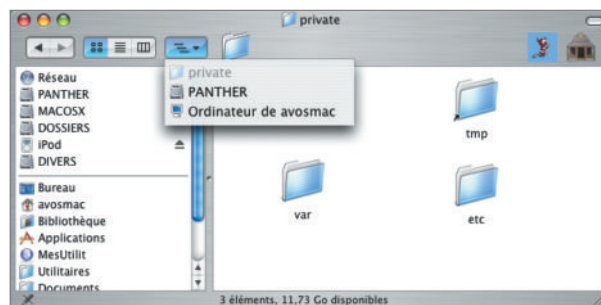 private
private
PANTHER
Ordinateur de avosmac
Réseau
PANTHER
MACOSX
DOSSIERS
iPod
DIVERS
Bureau
avosmac
Bibliothèque
Applications
MesUtilit
Utilitaires
Documents
tmp
var
etc
3 éléments, 11,73 Go disponibles